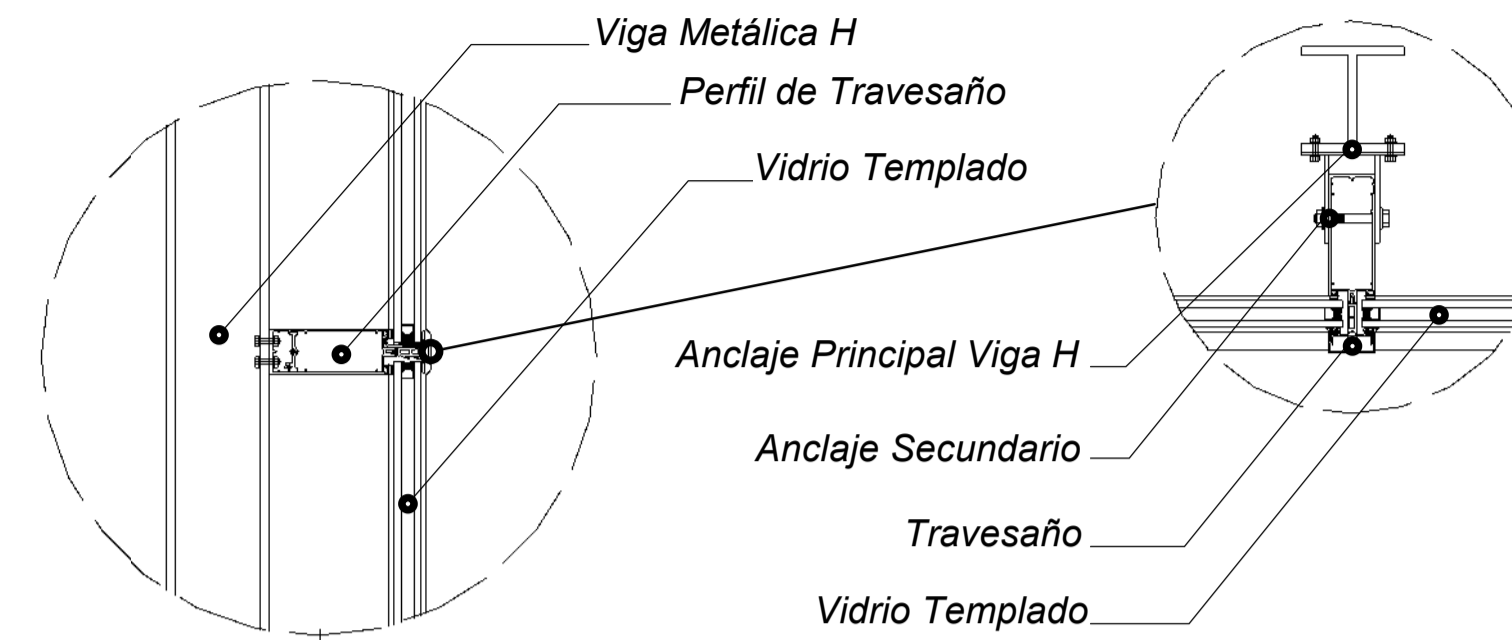 Viga Metálica H
Perfil de Travesaño
Vidrio Templado
Anclaje Principal Viga H
Anclaje Secundario
Travesaño
Vidrio Templado